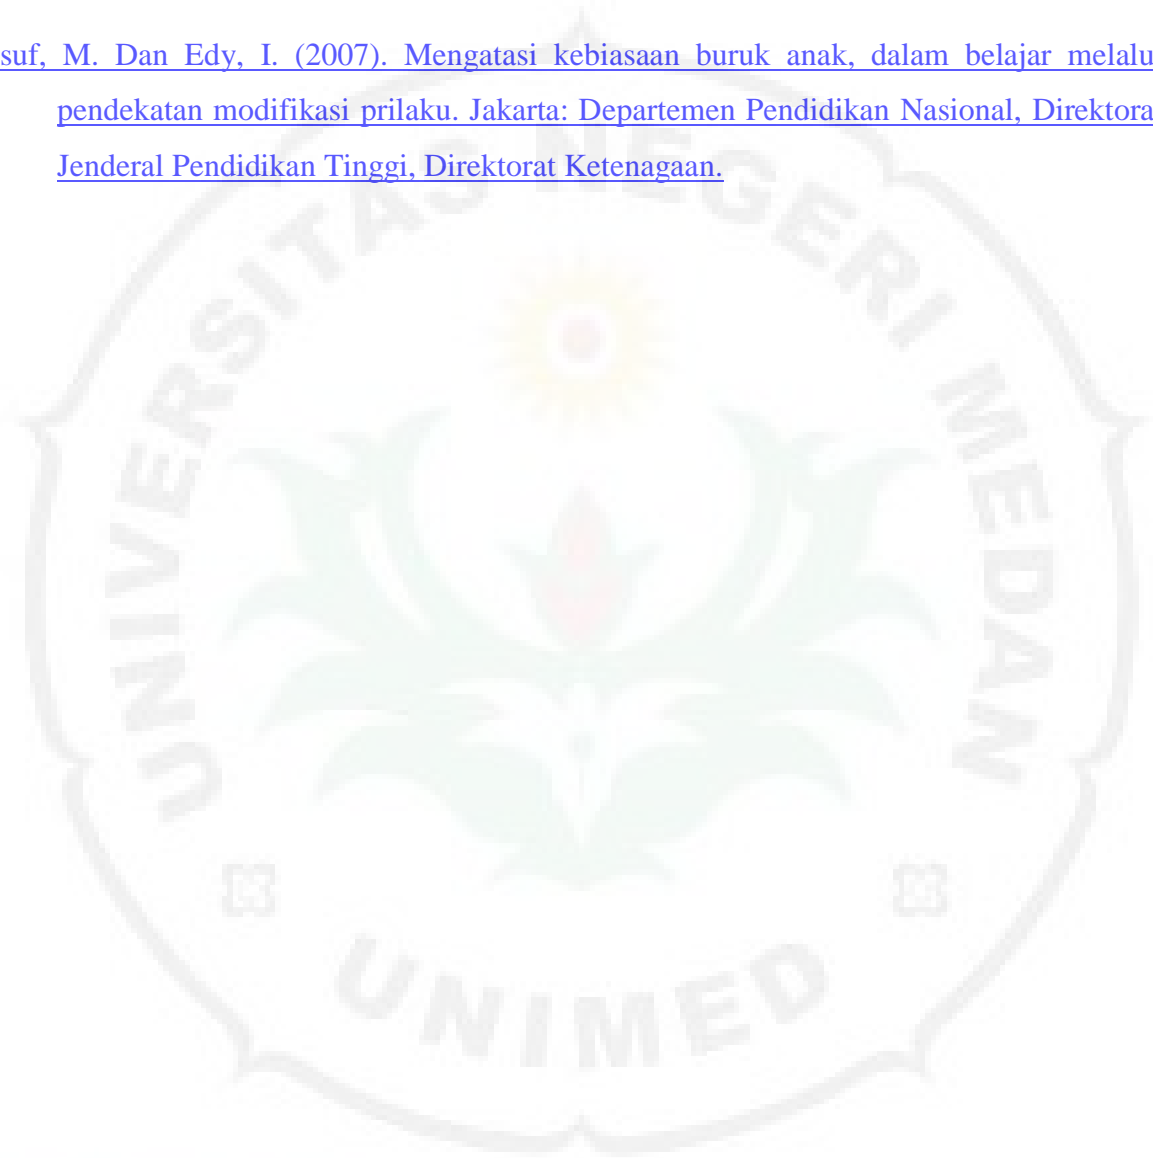 suf, M. Dan Edy, I. (2007). Mengatasi kebiasaan buruk anak, dalam belajar melalu
pendekatan modifikasi prilaku. Jakarta: Departemen Pendidikan Nasional, Direktora
Jenderal Pendidikan Tinggi, Direktorat Ketenagaan.
UNIVERSITAS NEGERI MEDAN
UNIMED